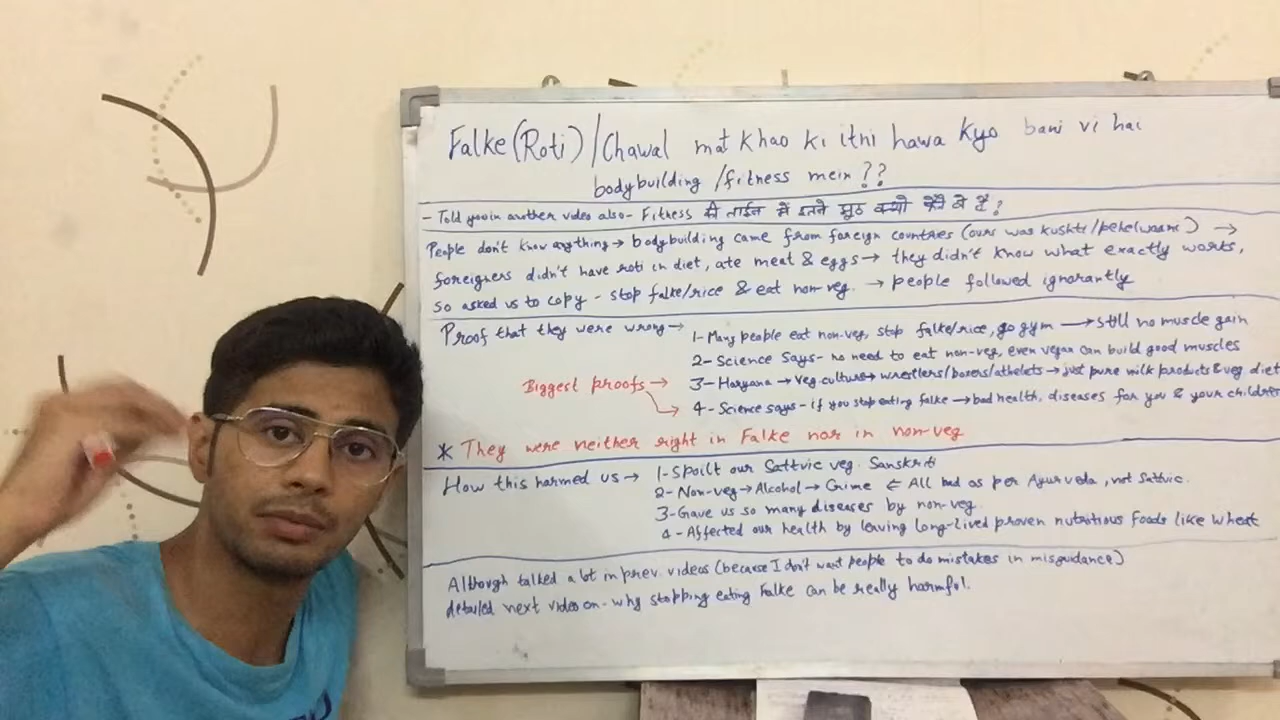 Falke(Roti)/Chawal mat khao ki itni hawa kyo bani vi hai
bodybuilding/fitness mein??
- Told you in another video also - Fitness की लाईन में इतने झूठ क्यों फैले वे हैं?
People don't know anything → bodybuilding came from foreign countries (ours was kushti/pehelwaani) →
foreigners didn't have roti in diet, ate meat & eggs → they didn't know what exactly works,
so asked us to copy - stop falke/rice & eat non-veg. → people followed ignorantly
Proof that they were wrong → 1- Many people eat non-veg, stop falke/rice, go gym → still no muscle gain
2- Science says - no need to eat non-veg, even vegan can build good muscles
Biggest proofs → 3- Haryana → veg culture → wrestlers/boxers/athelets → just pure milk products & veg diet
4- Science says - if you stop eating falke → bad health, diseases for you & your children
* They were neither right in Falke nor in non-veg
How this harmed us → 1- Spoilt our Sattvic veg. Sanskriti
2- Non-veg → Alcohol → Crime ← All bad as per Ayurveda, not Sattvic.
3- Gave us so many diseases by non-veg
4- Affected our health by leaving long-lived proven nutritious foods like wheat
Although talked a lot in prev. videos (because I don't want people to do mistakes in misguidance)
detailed next video on - why stopping eating Falke can be really harmful.